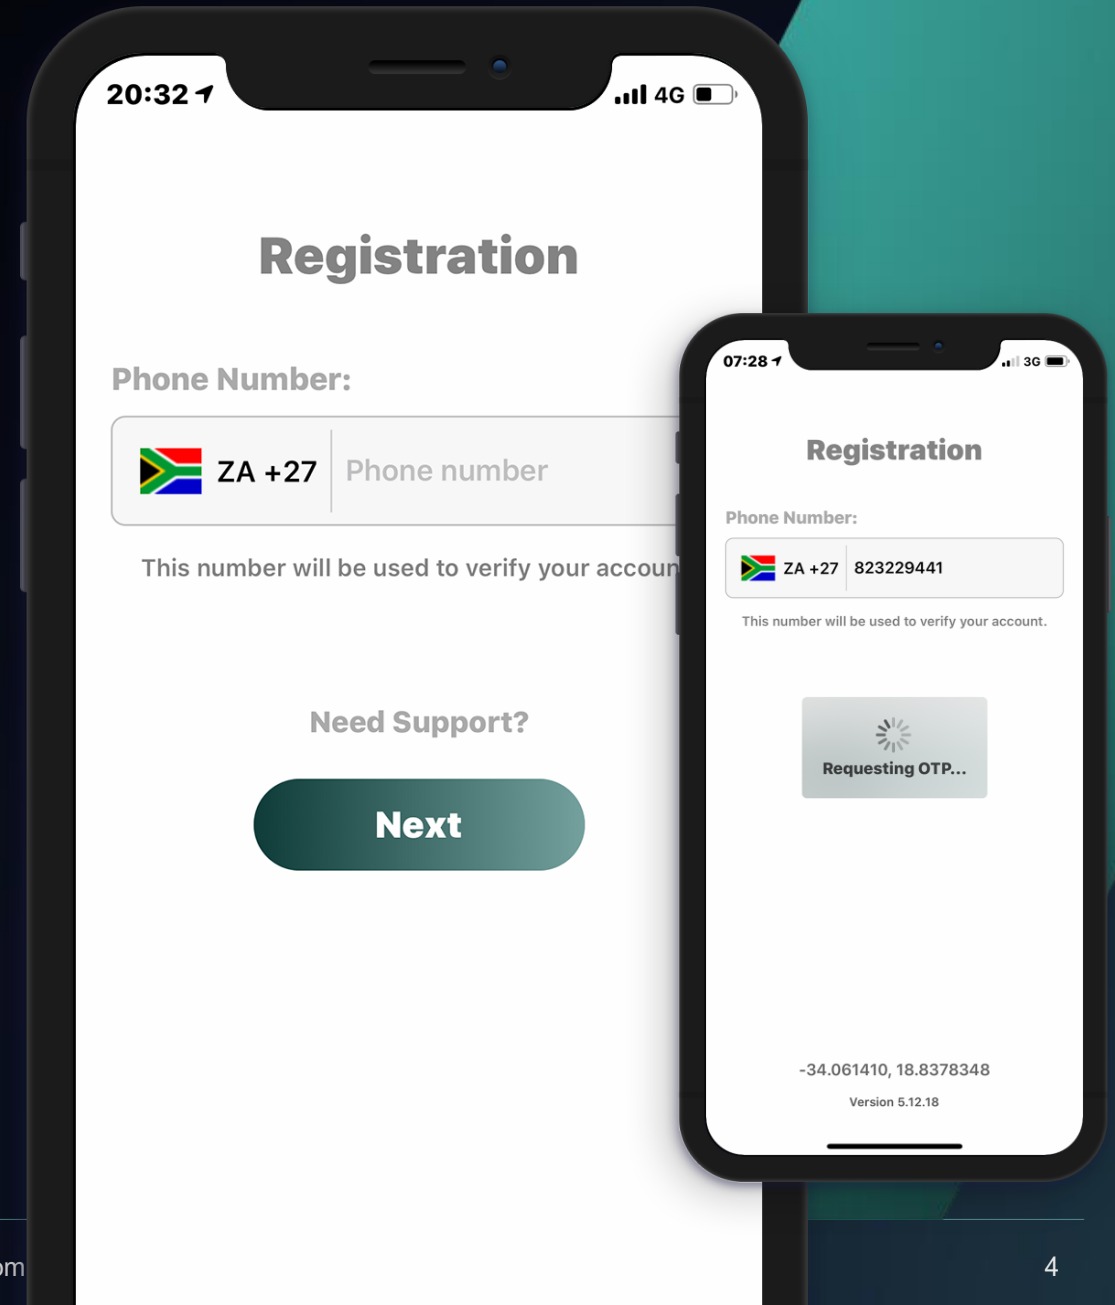 20:32
4G
Registration
Phone Number:
ZA +27
Phone number
This number will be used to verify your accoun
Need Support?
Next
07:28
3G
Registration
Phone Number:
ZA +27
823229441
This number will be used to verify your account.
Requesting OTP...
-34.061410, 18.8378348
Version 5.12.18
om
4